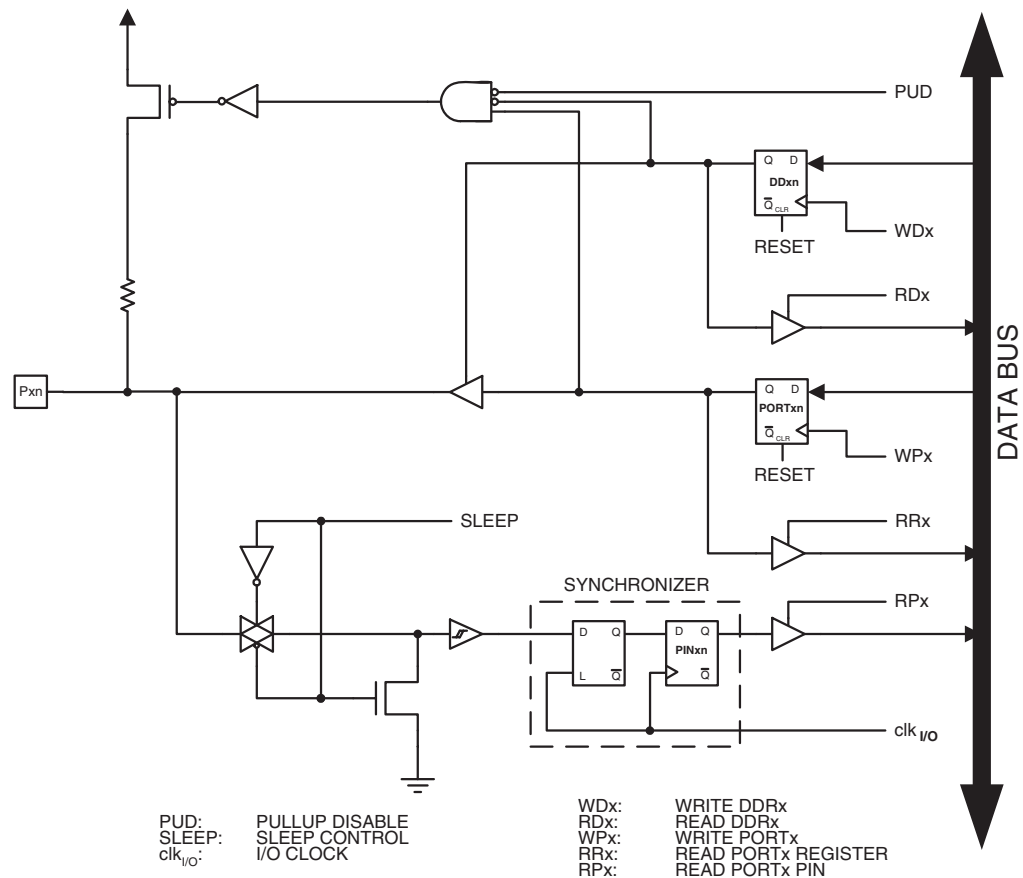 PUD
Q D
DDxn
Q CLR
WDx
RESET
RDx
DATA BUS
Pxn
Q D
PORTxn
Q CLR
WPx
RESET
RRx
SLEEP
SYNCHRONIZER
RPx
D Q
L Q
D Q
PINxn
Q
clk I/O
PUD: PULLUP DISABLE
SLEEP: SLEEP CONTROL
clkI/O: I/O CLOCK
WDx: WRITE DDRx
RDx: READ DDRx
WPx: WRITE PORTx
RRx: READ PORTx REGISTER
RPx: READ PORTx PIN